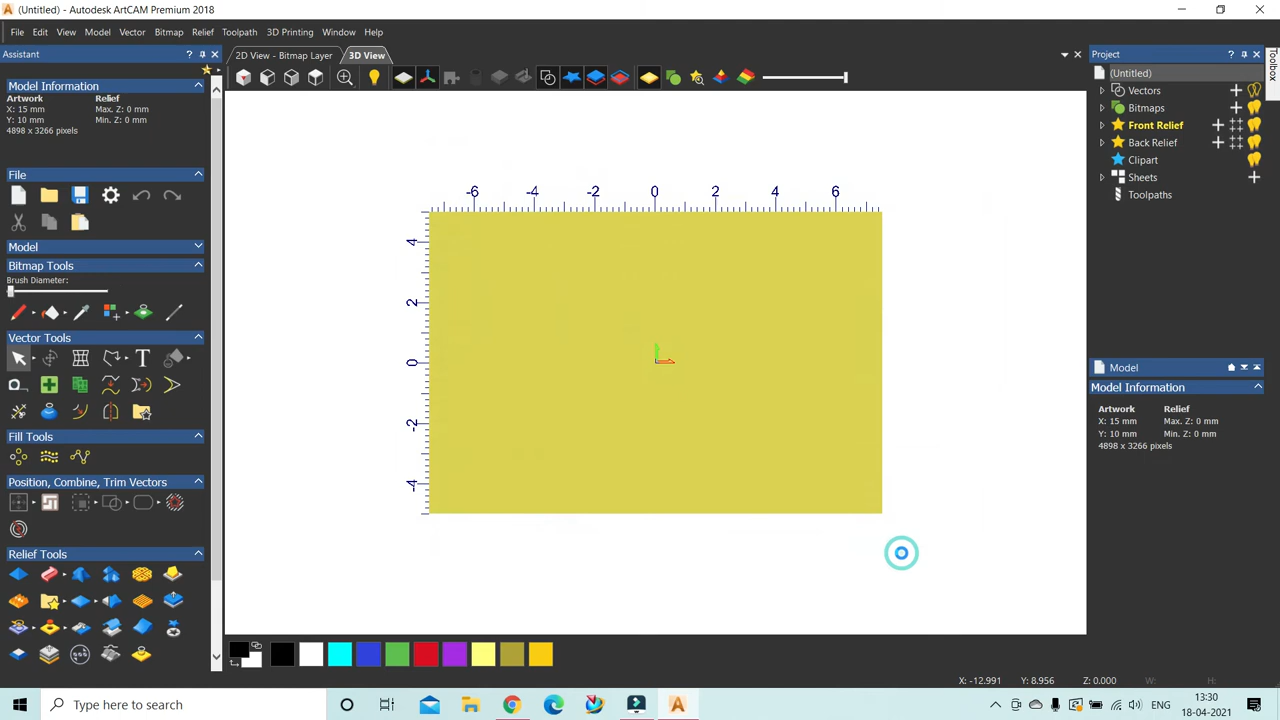 (Untitled) - Autodesk ArtCAM Premium 2018
File Edit View Model Vector Bitmap Relief Toolpath 3D Printing Window Help
Assistant
2D View - Bitmap Layer
3D View
Project
Toolbox
Model Information
Artwork Relief
X: 15 mm Max. Z: 0 mm
Y: 10 mm Min. Z: 0 mm
4898 x 3266 pixels
(Untitled)
Vectors
Bitmaps
Front Relief
Back Relief
Clipart
Sheets
Toolpaths
File
Model
Bitmap Tools
Brush Diameter:
Vector Tools
Fill Tools
Position, Combine, Trim Vectors
Relief Tools
-6 -4 -2 0 2 4 6
4
2
0
-2
-4
Model
Model Information
Artwork Relief
X: 15 mm Max. Z: 0 mm
Y: 10 mm Min. Z: 0 mm
4898 x 3266 pixels
X: -12.991 Y: 8.956 Z: 0.000 W: H:
Type here to search
ENG
13:30
18-04-2021